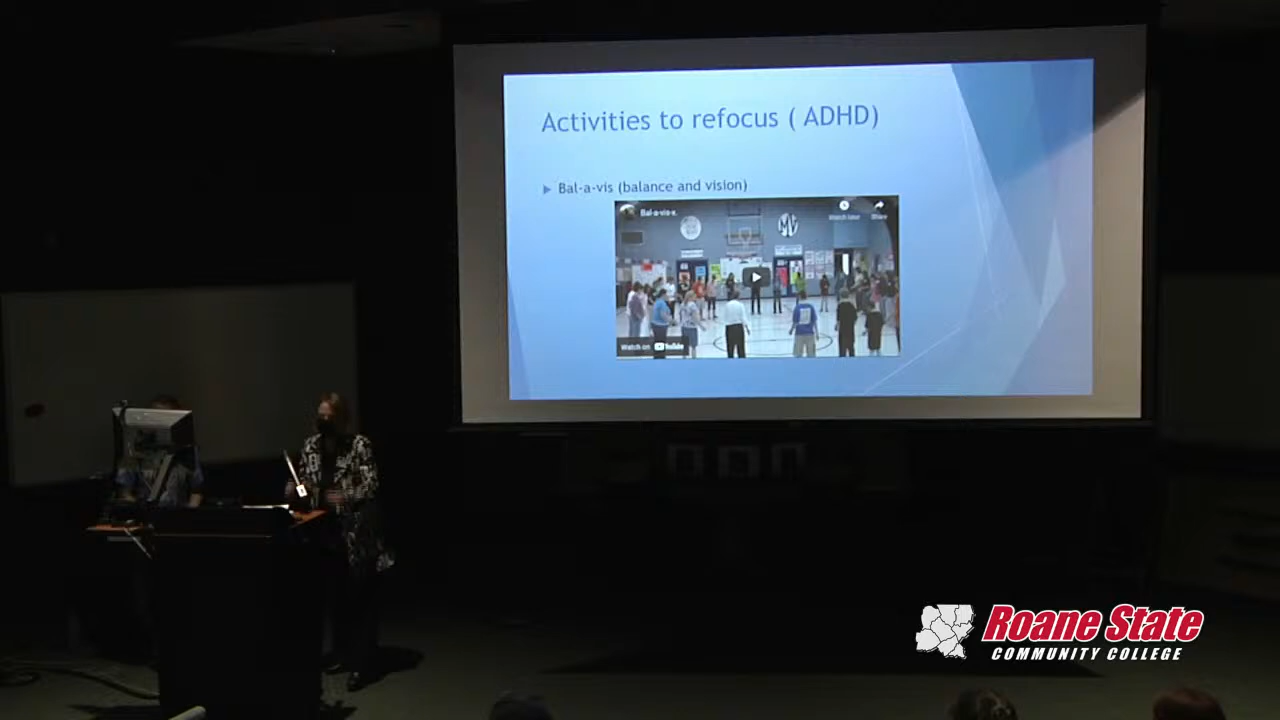 Activities to refocus ( ADHD)
Bal-a-vis (balance and vision)
Bal-a-vis-x.
Watch later
Share
Watch on YouTube
Roane State
COMMUNITY COLLEGE